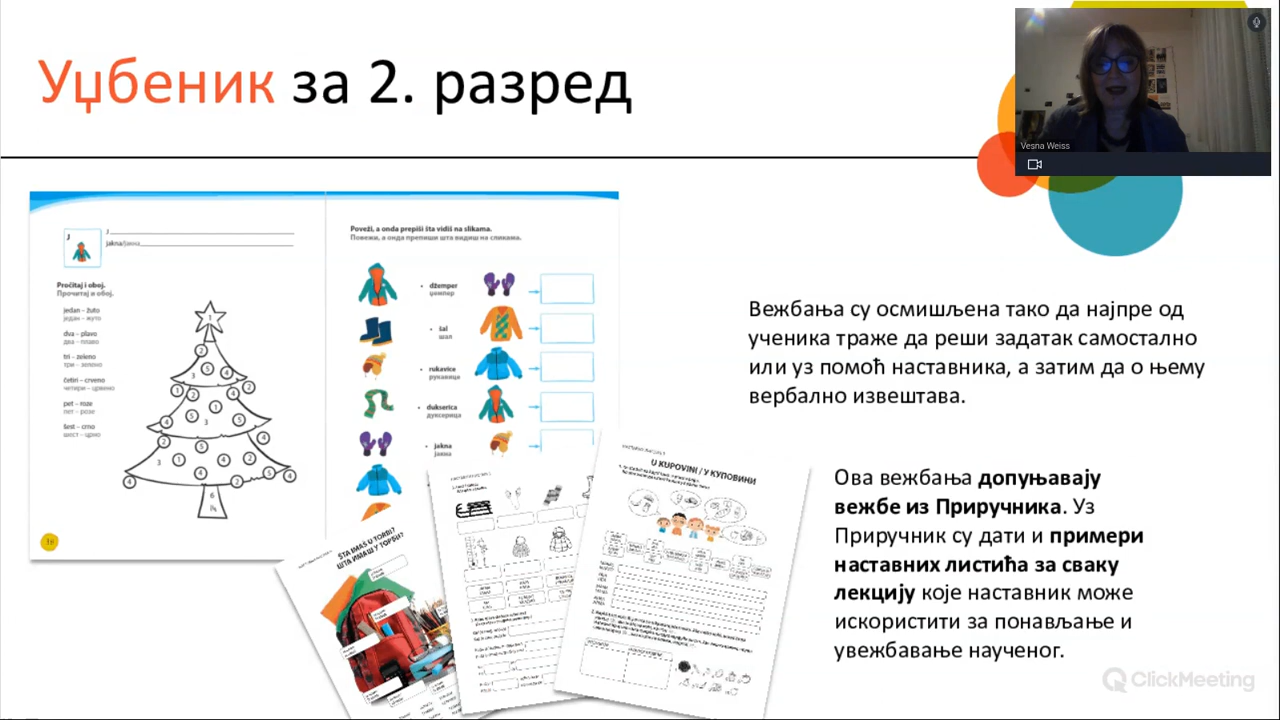 Уџбеник за 2. разред
Vesna Weiss
J
J
jakna/јакна
Pročitaj i oboj.
Прочитај и обој.
jedan – žuto
један – жуто
dva – plavo
два – плаво
tri – zeleno
три – зелено
četiri – crveno
четири – црвено
pet – roze
пет – розе
šest – crno
шест – црно
Poveži, a onda prepiši šta vidiš na slikama.
Повежи, а онда препиши шта видиш на сликама.
džemper
џемпер
šal
шал
rukavice
рукавице
dukserica
дуксерица
jakna
јакна
Вежбања су осмишљена тако да најпре од
ученика траже да реши задатак самостално
или уз помоћ наставника, а затим да о њему
вербално извештава.
Ова вежбања допуњавају
вежбе из Приручника. Уз
Приручник су дати и примери
наставних листића за сваку
лекцију које наставник може
искористити за понављање и
увежбавање наученог.
ŠTA IMAŠ U TORBI?
ШТА ИМАШ У ТОРБИ?
U KUPOVINI / У КУПОВИНИ
ClickMeeting